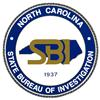 NORTH CAROLINA
SBI
1937
STATE BUREAU OF INVESTIGATION